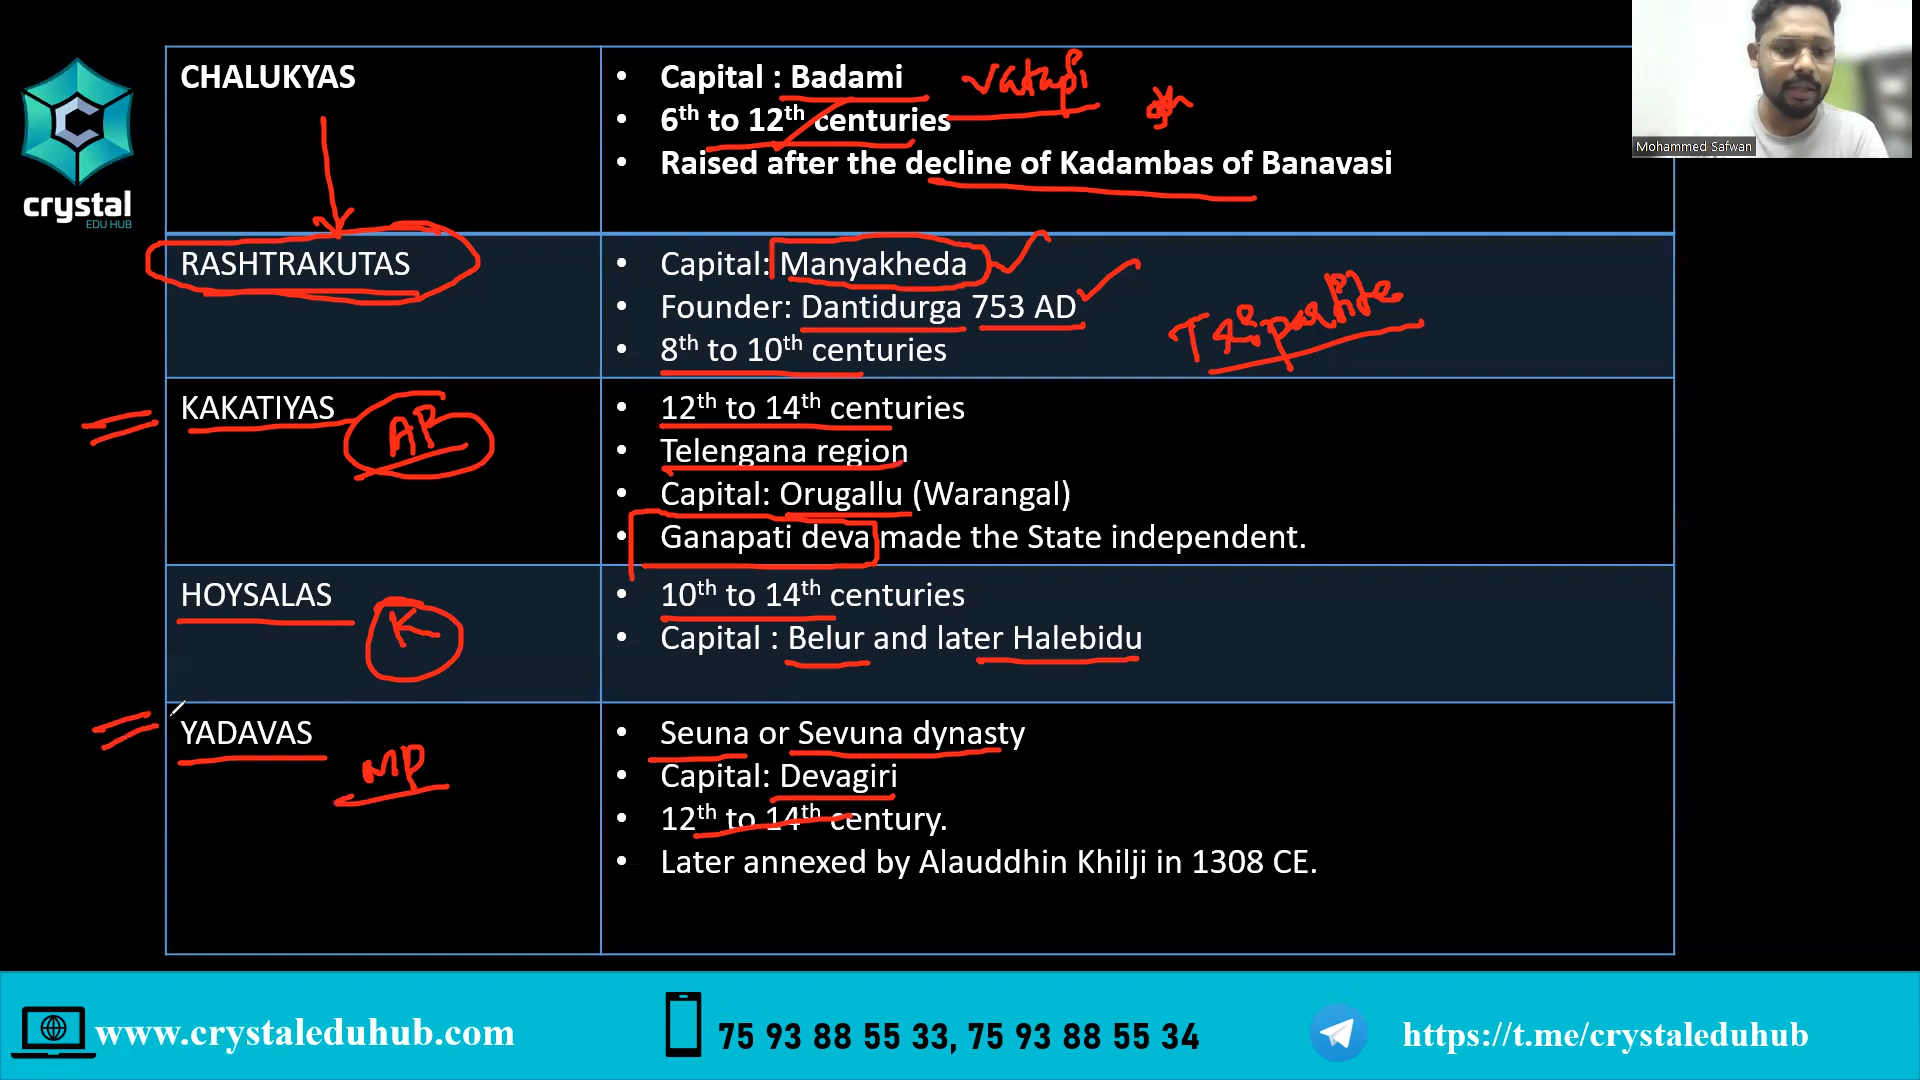 CHALUKYAS
• Capital : Badami
vatapi
• 6th to 12th centuries
• Raised after the decline of Kadambas of Banavasi
Mohammed Safwan
crystal
EDU HUB
RASHTRAKUTAS
• Capital: Manyakheda
• Founder: Dantidurga 753 AD
• 8th to 10th centuries
Tripartite
KAKATIYAS
AP
• 12th to 14th centuries
• Telengana region
• Capital: Orugallu (Warangal)
• Ganapati deva made the State independent.
HOYSALAS
K
• 10th to 14th centuries
• Capital : Belur and later Halebidu
YADAVAS
MP
• Seuna or Sevuna dynasty
• Capital: Devagiri
• 12th to 14th century.
• Later annexed by Alauddhin Khilji in 1308 CE.
www.crystaleduhub.com
75 93 88 55 33, 75 93 88 55 34
https://t.me/crystaleduhub